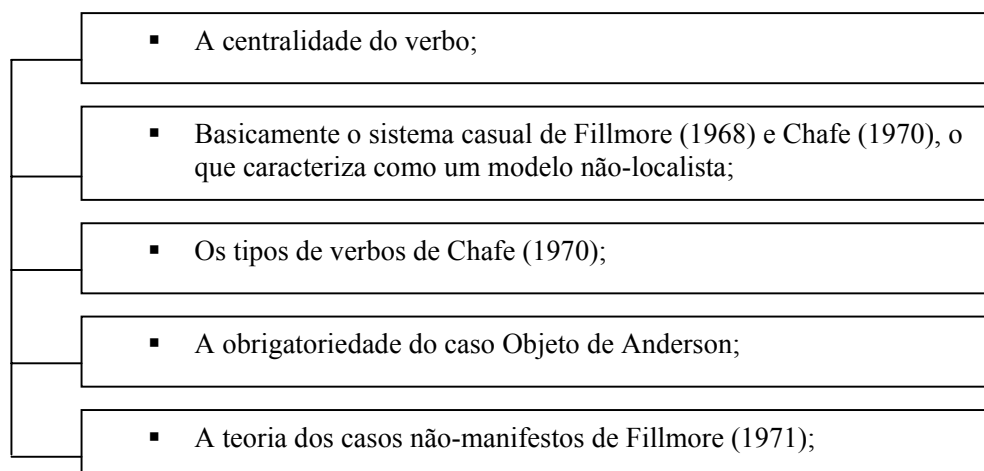 ▪ A centralidade do verbo;
▪ Basicamente o sistema casual de Fillmore (1968) e Chafe (1970), o
que caracteriza como um modelo não-localista;
▪ Os tipos de verbos de Chafe (1970);
▪ A obrigatoriedade do caso Objeto de Anderson;
▪ A teoria dos casos não-manifestos de Fillmore (1971);